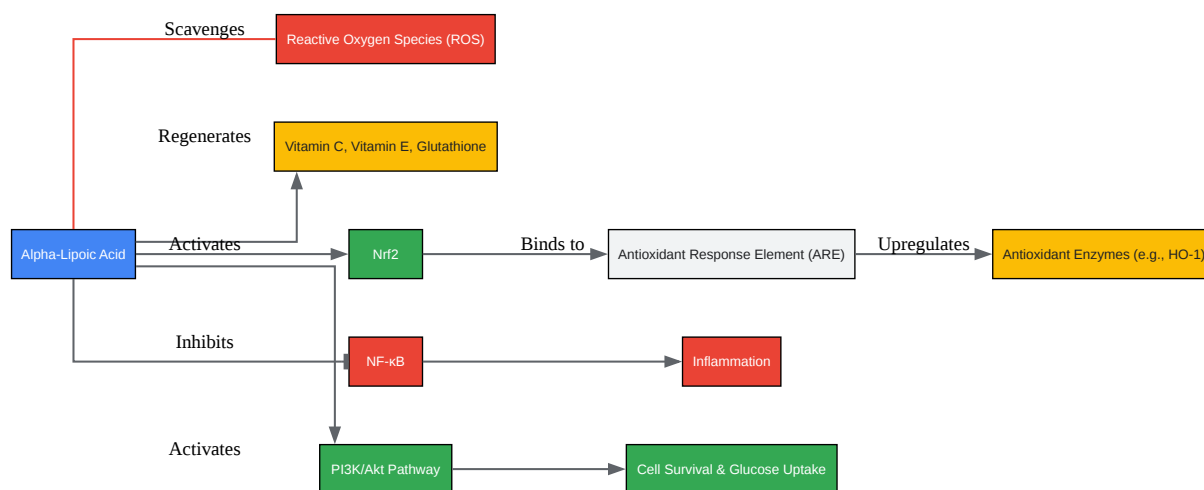 Scavenges
Reactive Oxygen Species (ROS)
Regenerates
Vitamin C, Vitamin E, Glutathione
Alpha-Lipoic Acid
Activates
Nrf2
Binds to
Antioxidant Response Element (ARE)
Upregulates
Antioxidant Enzymes (e.g., HO-1)
Inhibits
NF-κB
Inflammation
Activates
PI3K/Akt Pathway
Cell Survival & Glucose Uptake